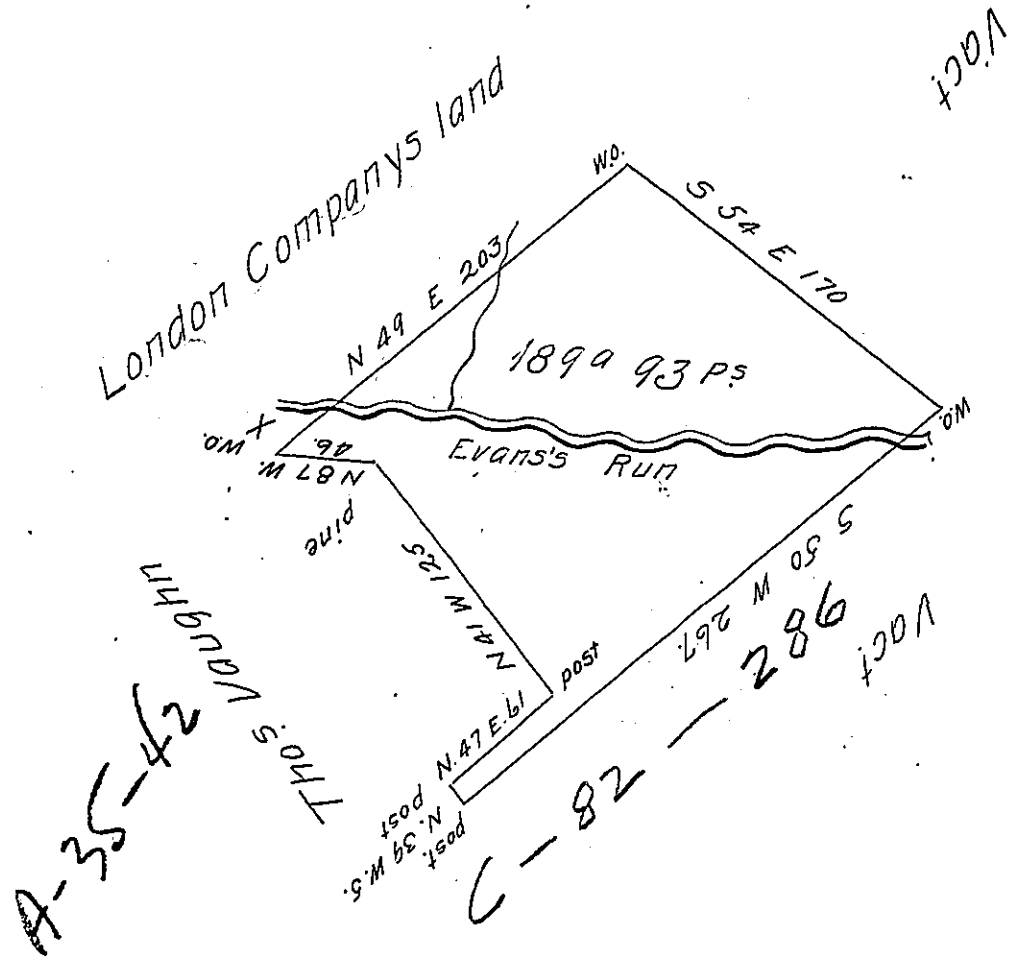 Vact
London Companys land
W.O.
S 54 E 170
N 49 E 203
189a 93 Ps
W.O.
X
W.O.
46.
N 87 W.
Evans's Run
pine
S 50 W 267.
N 41 W 125
Vact
Thos. Vaughn
post
N. 47 E. 61
post
post.
N. 39 W. 5.
A-35-42
C-82-286